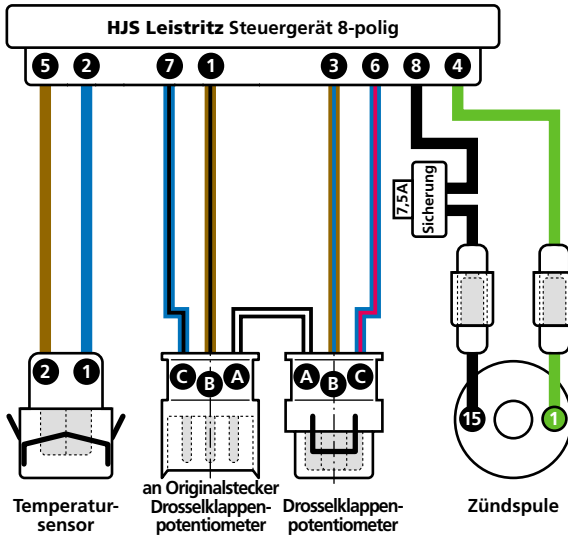 HJS Leistritz Steuergerät 8-polig
5 2 7 1 3 6 8 4
7,5A
Sicherung
2 1 C B A A B C 15 1
Temperatur-
sensor
an Originalstecker
Drosselklappen-
potentiometer
Drosselklappen-
potentiometer
Zündspule